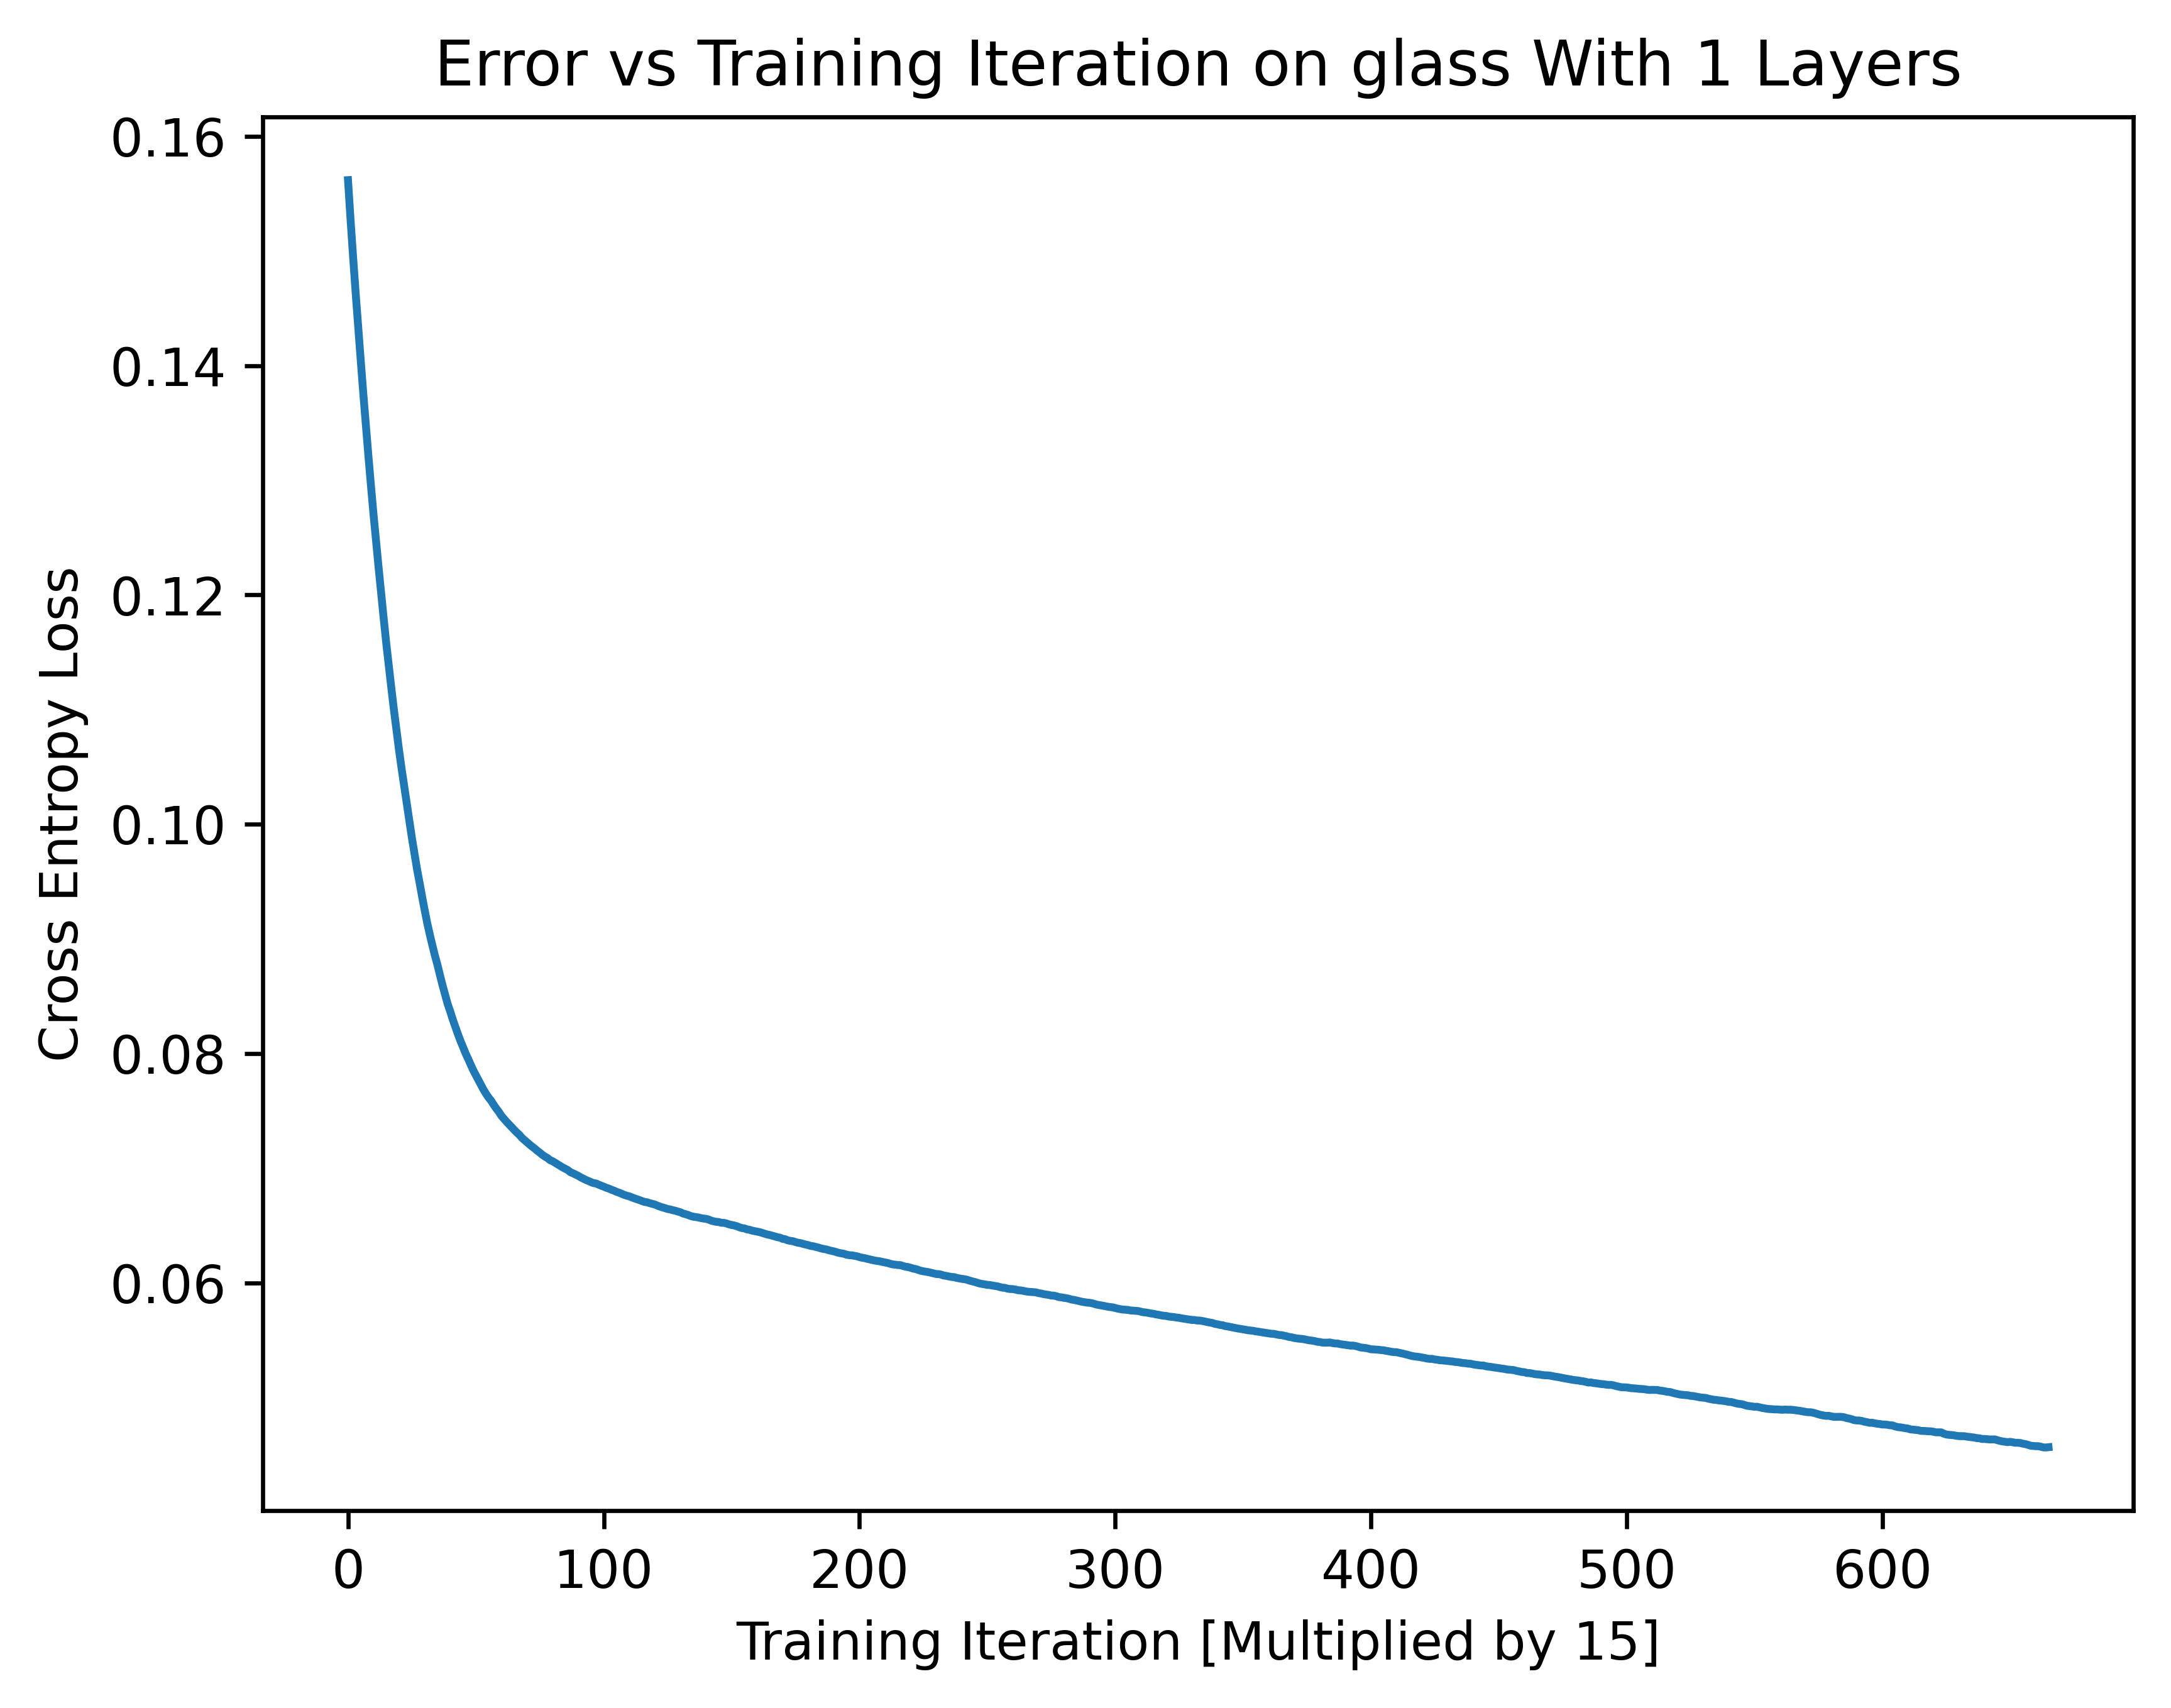 Error vs Training Iteration on glass With 1 Layers
0.16
0.14
0.12
0.10
0.08
0.06
Cross Entropy Loss
0 100 200 300 400 500 600
Training Iteration [Multiplied by 15]